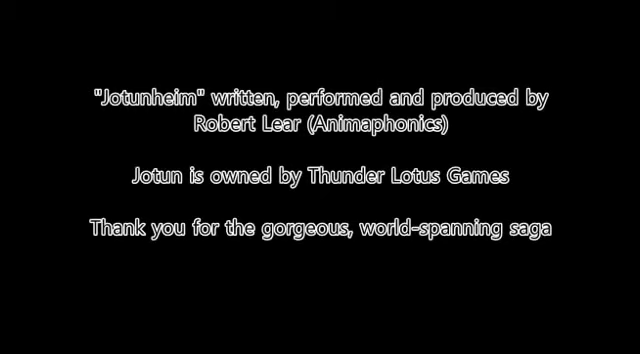 "Jotunheim" written, performed and produced by
Robert Lear (Animaphonics)
Jotun is owned by Thunder Lotus Games
Thank you for the gorgeous, world-spanning saga